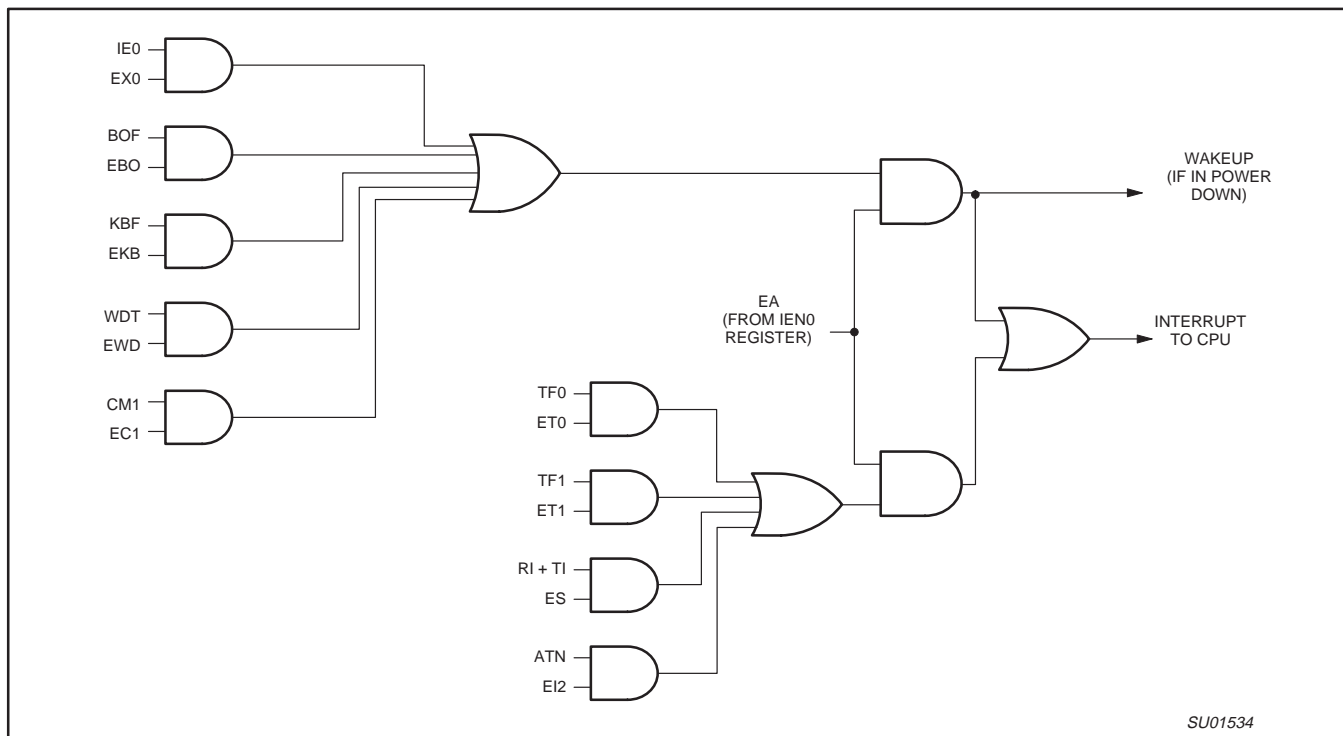 IE0
EX0
BOF
EBO
KBF
EKB
WDT
EWD
CM1
EC1
WAKEUP
(IF IN POWER
DOWN)
EA
(FROM IEN0
REGISTER)
INTERRUPT
TO CPU
TF0
ET0
TF1
ET1
RI + TI
ES
ATN
EI2
SU01534